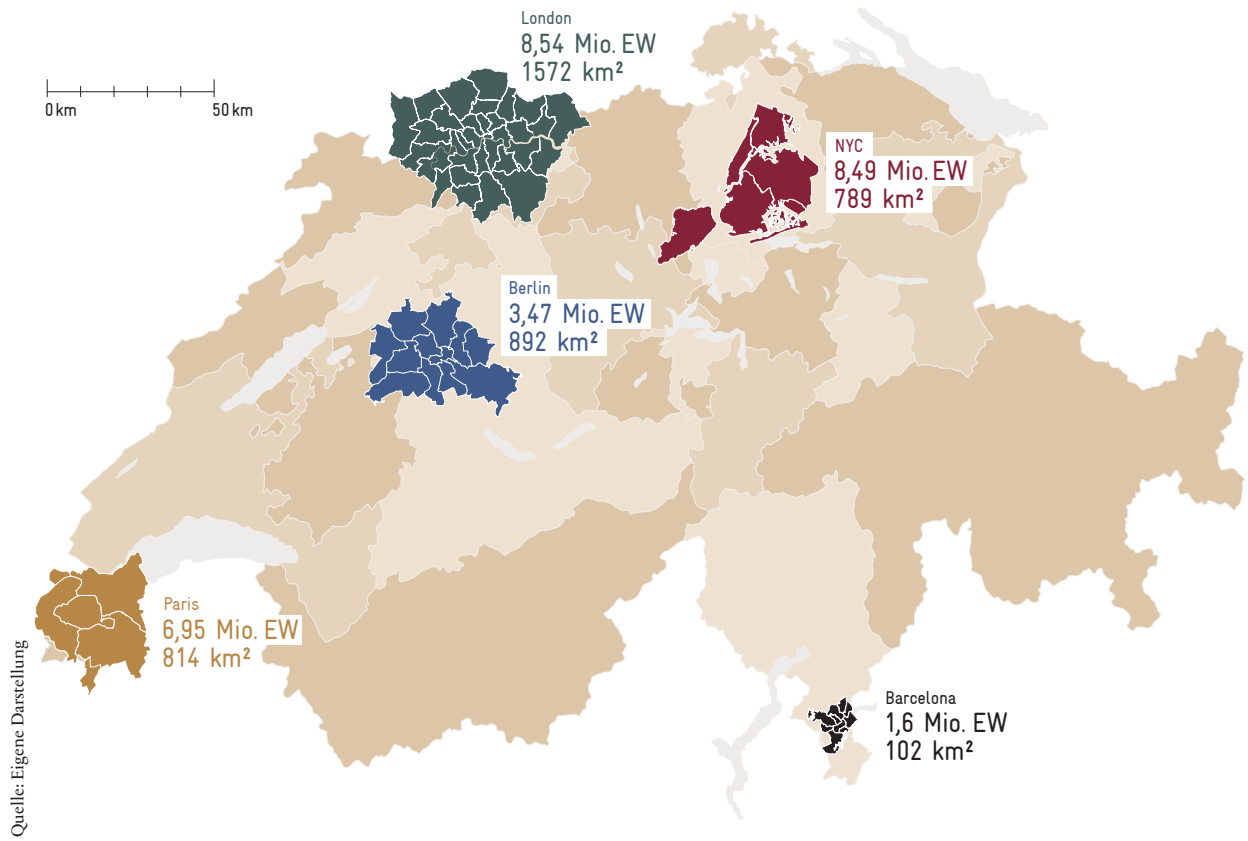 London
8,54 Mio. EW
1572 km²
0 km
50 km
NYC
8,49 Mio. EW
789 km²
Berlin
3,47 Mio. EW
892 km²
Paris
6,95 Mio. EW
814 km²
Barcelona
1,6 Mio. EW
102 km²
Quelle: Eigene Darstellung